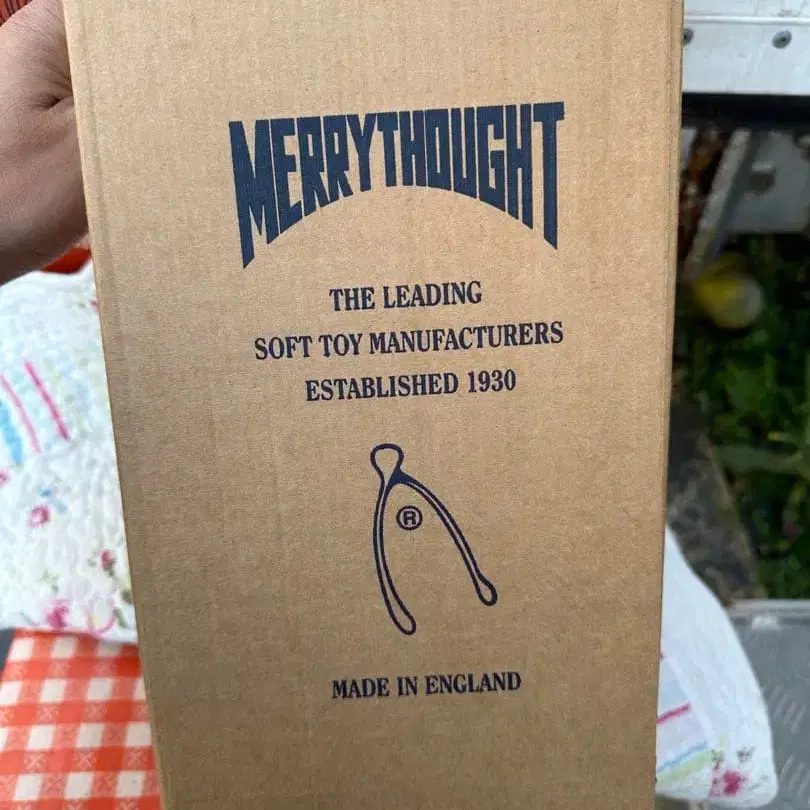 MERRYTHOUGHT
THE LEADING
SOFT TOY MANUFACTURERS
ESTABLISHED 1930
®
MADE IN ENGLAND